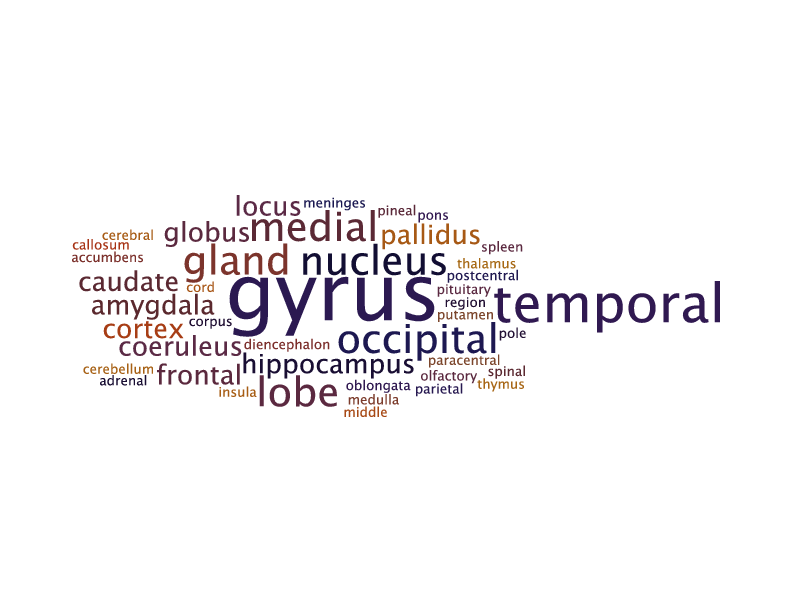 locus meninges
pineal
pons
globus medial pallidus
cerebral
callosum
accumbens
gland nucleus
spleen
thalamus
caudate cord
postcentral
gyrus temporal
pituitary
region
amygdala
putamen
cortex corpus
occipital pole
coeruleus diencephalon
hippocampus paracentral
cerebellum
adrenal
frontal
olfactory spinal
insula lobe oblongata parietal thymus
medulla
middle